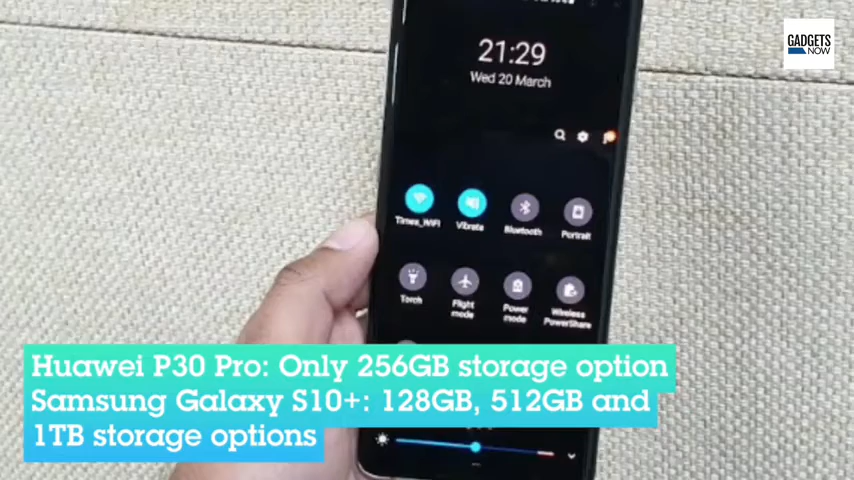 GADGETS
NOW
21:29
Wed 20 March
Times_WiFi
Vibrate
Bluetooth
Portrait
Torch
Flight
mode
Power
mode
Wireless
PowerShare
Huawei P30 Pro: Only 256GB storage option
Samsung Galaxy S10+: 128GB, 512GB and
1TB storage options